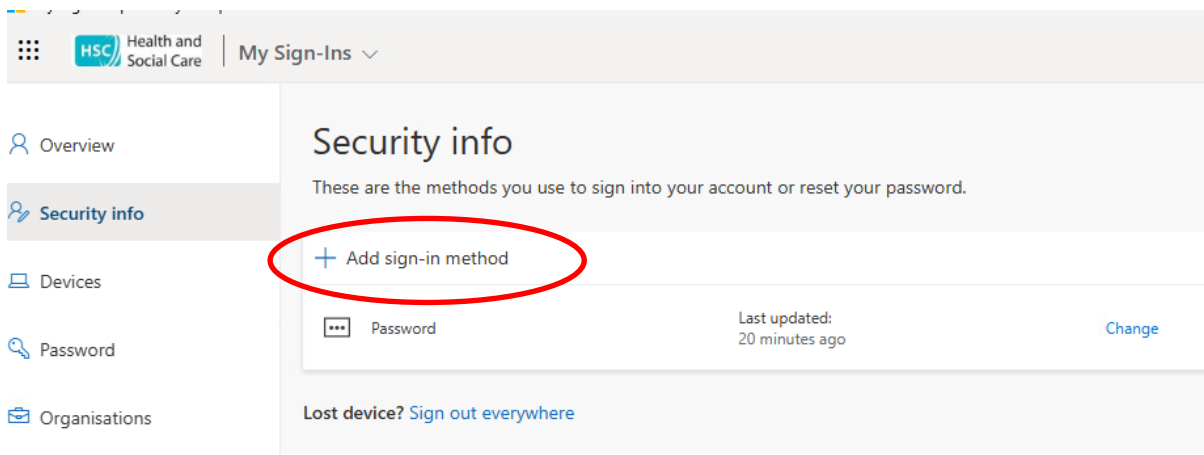 HSC Health and
Social Care
My Sign-Ins
Overview
Security info
Devices
Password
Organisations
Security info
These are the methods you use to sign into your account or reset your password.
Add sign-in method
Password
Last updated:
20 minutes ago
Change
Lost device? Sign out everywhere